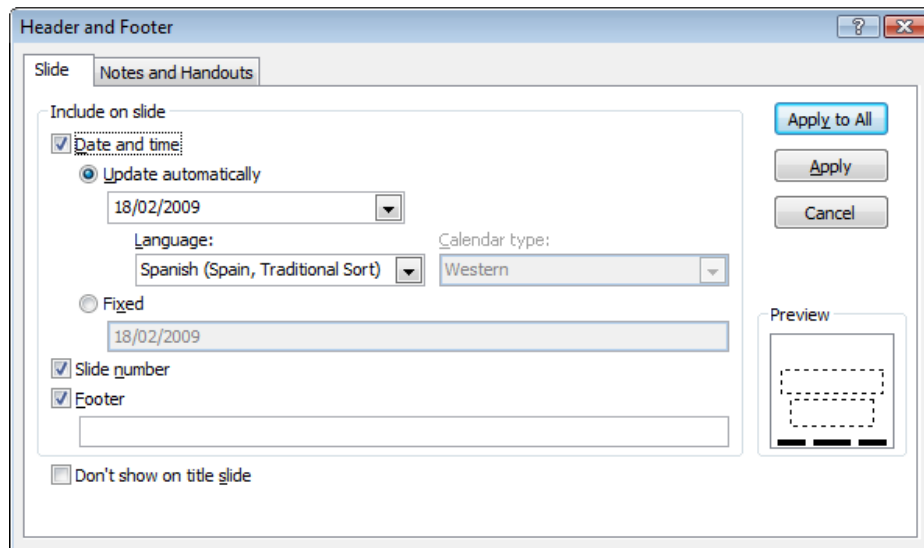 Header and Footer
Slide
Notes and Handouts
Include on slide
Date and time
Update automatically
18/02/2009
Language:
Calendar type:
Spanish (Spain, Traditional Sort)
Western
Fixed
18/02/2009
Slide number
Footer
Don't show on title slide
Apply to All
Apply
Cancel
Preview